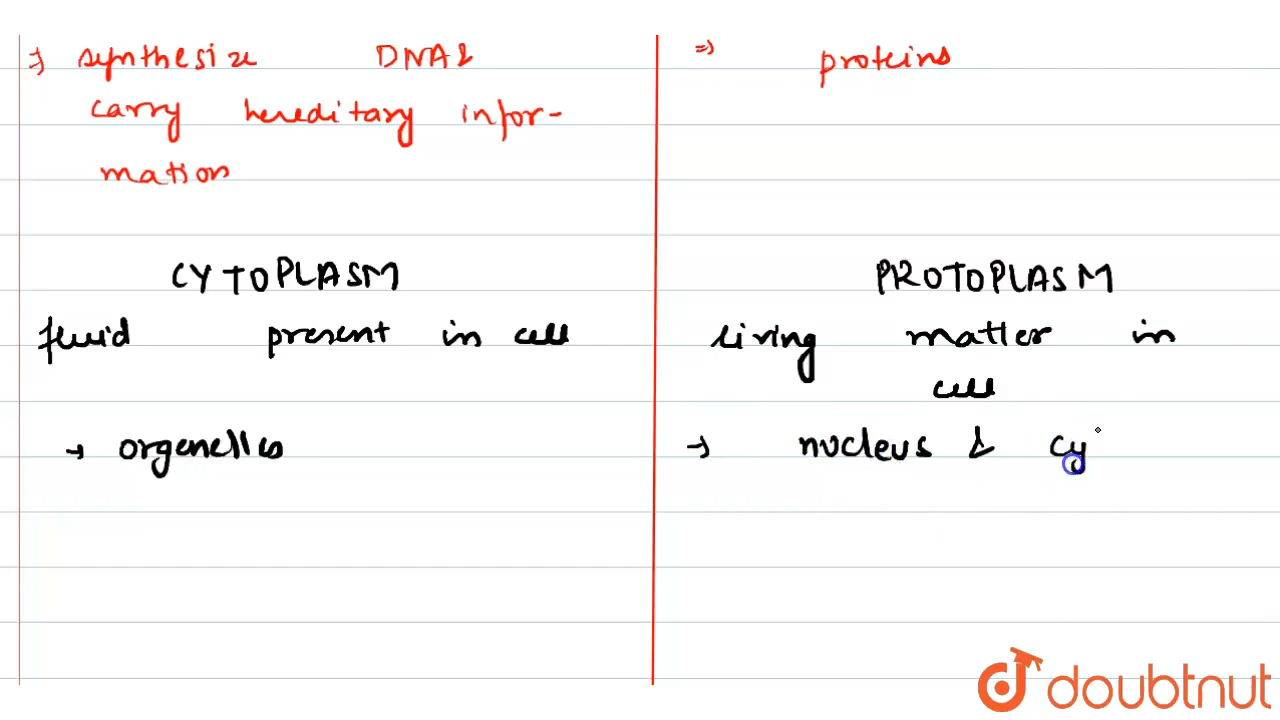 ⇒ synthesize DNA &
carry hereditary infor-
mation
⇒ proteins
CYTOPLASM
fluid present in cell
→ organelles
PROTOPLASM
living matter in
cell
→ nucleus & cy
doubtnut